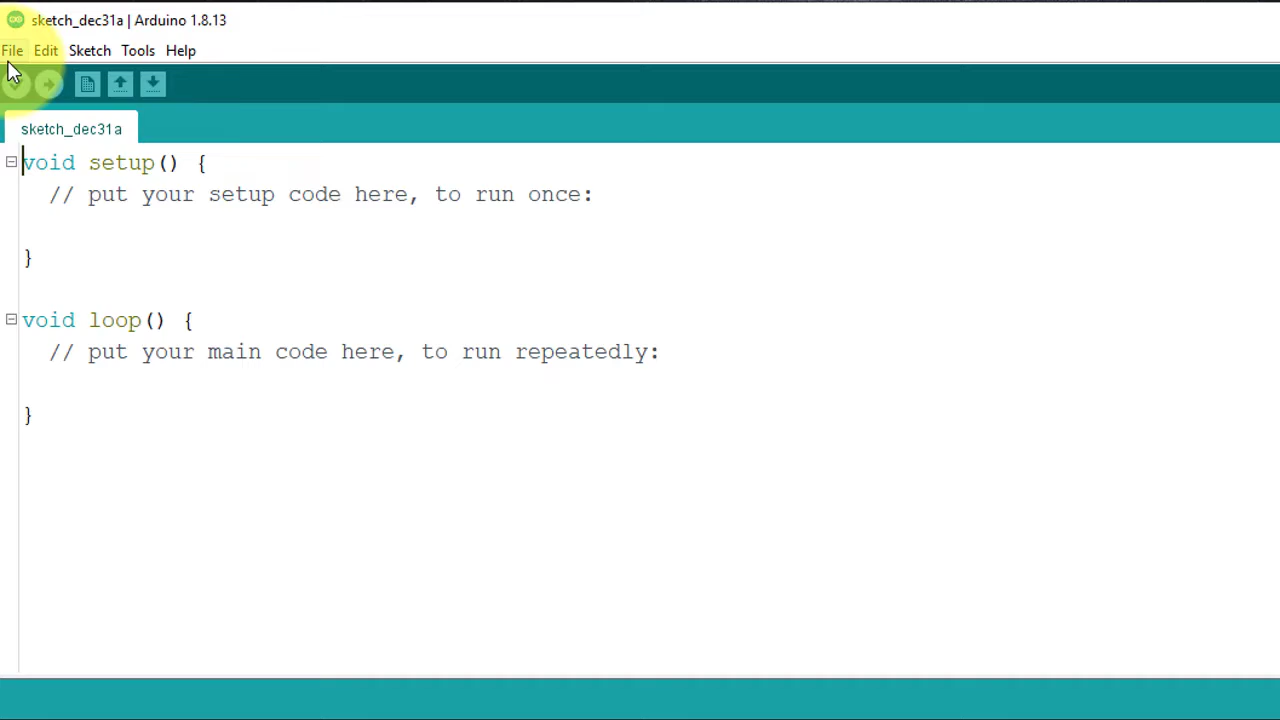 sketch_dec31a | Arduino 1.8.13
File Edit Sketch Tools Help
sketch_dec31a
void setup() {
  // put your setup code here, to run once:
}
void loop() {
  // put your main code here, to run repeatedly:
}